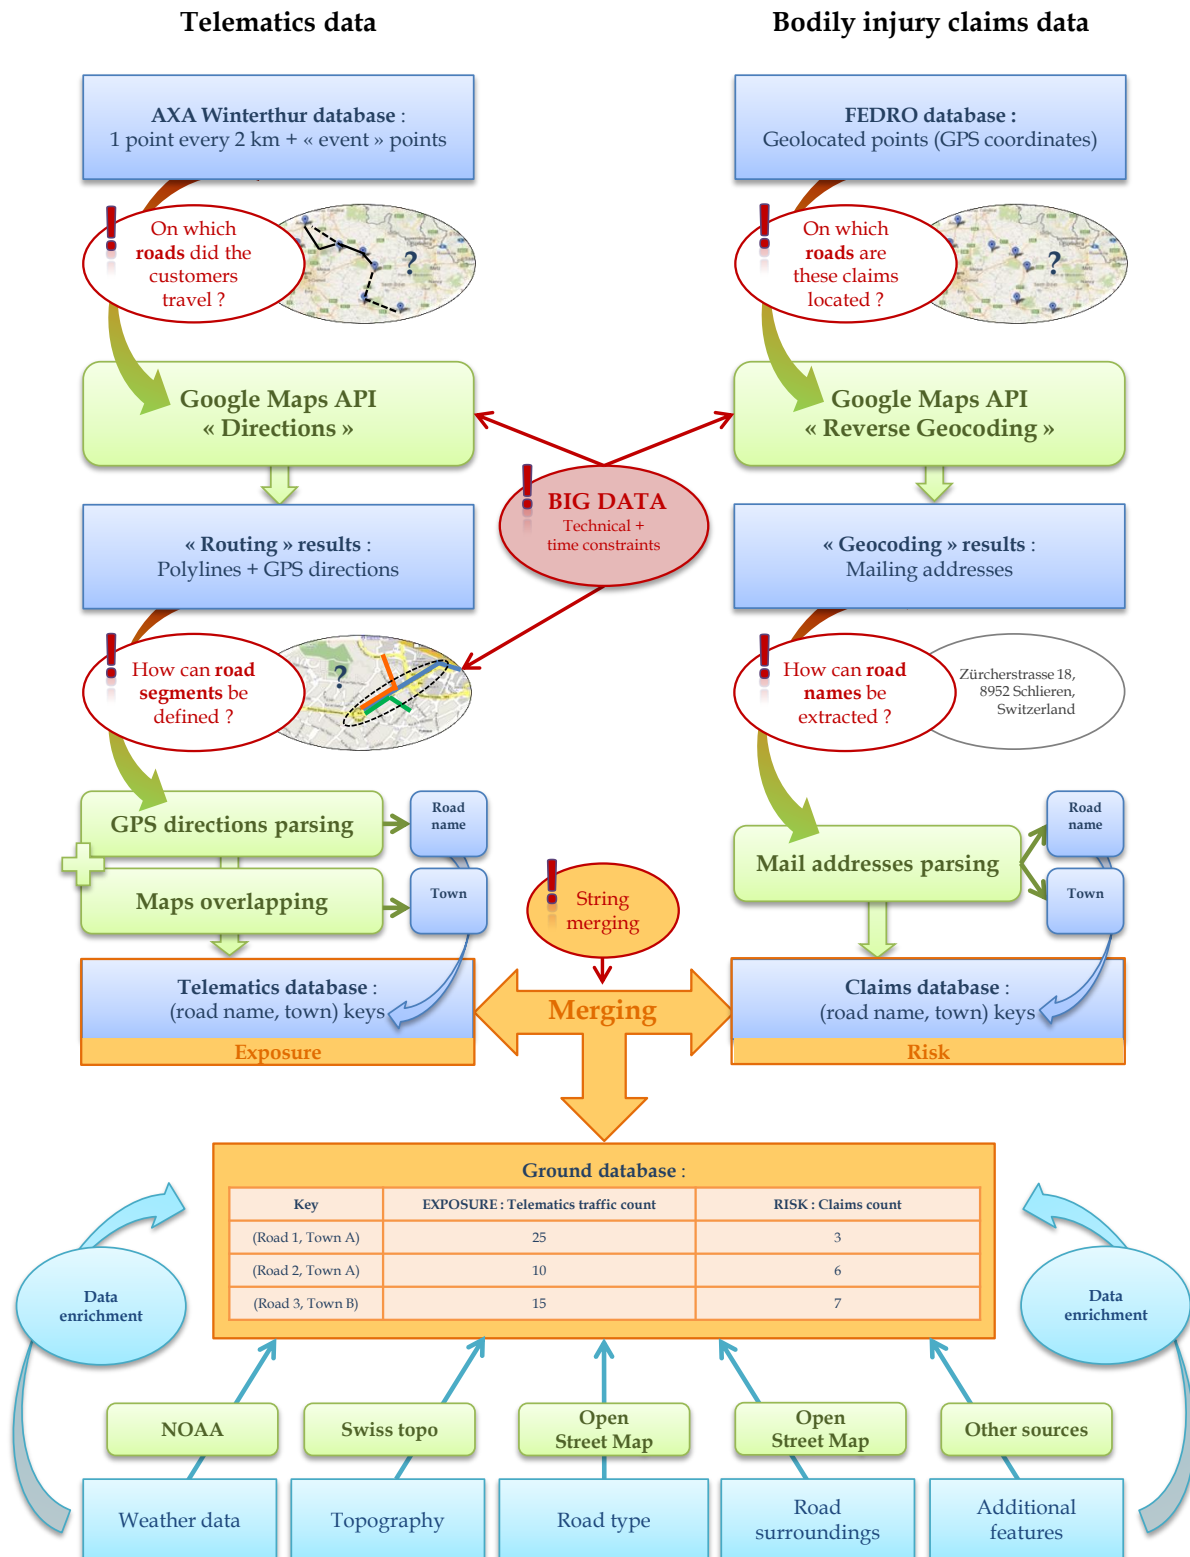 Telematics data
Bodily injury claims data
AXA Winterthur database :
1 point every 2 km + « event » points
FEDRO database :
Geolocated points (GPS coordinates)
!
On which
roads did the
customers
travel ?
?
!
On which
roads are
these claims
located ?
?
Google Maps API
« Directions »
Google Maps API
« Reverse Geocoding »
!
BIG DATA
Technical +
time constraints
« Routing » results :
Polylines + GPS directions
« Geocoding » results :
Mailing addresses
!
How can road
segments be
defined ?
?
!
How can road
names be
extracted ?
Zürcherstrasse 18,
8952 Schlieren,
Switzerland
GPS directions parsing
Road
name
Maps overlapping
Town
Mail addresses parsing
Road
name
Town
!
String
merging
Telematics database :
(road name, town) keys
Exposure
Merging
Claims database :
(road name, town) keys
Risk
Ground database :
Key EXPOSURE : Telematics traffic count RISK : Claims count
(Road 1, Town A) 25 3
(Road 2, Town A) 10 6
(Road 3, Town B) 15 7
Data
enrichment
Data
enrichment
NOAA
Swiss topo
Open
Street Map
Open
Street Map
Other sources
Weather data
Topography
Road type
Road
surroundings
Additional
features